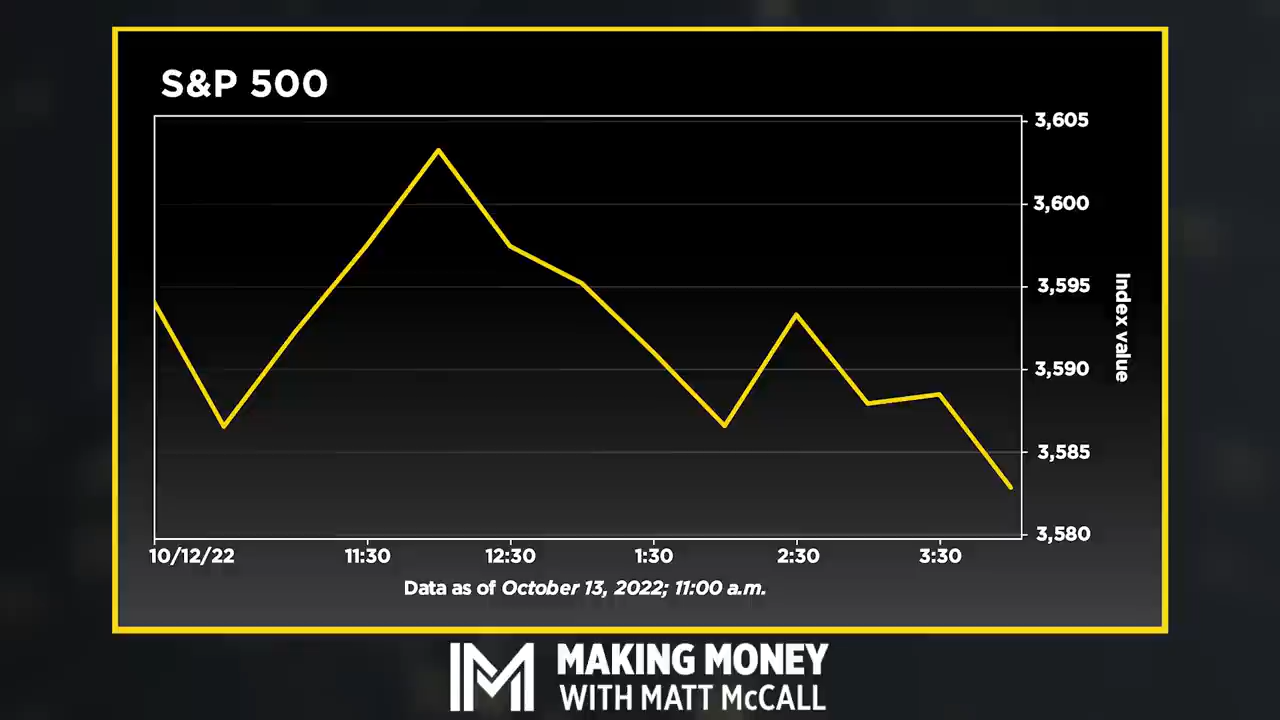 S&P 500
3,605
3,600
3,595
3,590
3,585
3,580
Index value
10/12/22 11:30 12:30 1:30 2:30 3:30
Data as of October 13, 2022; 11:00 a.m.
MAKING MONEY
WITH MATT McCALL